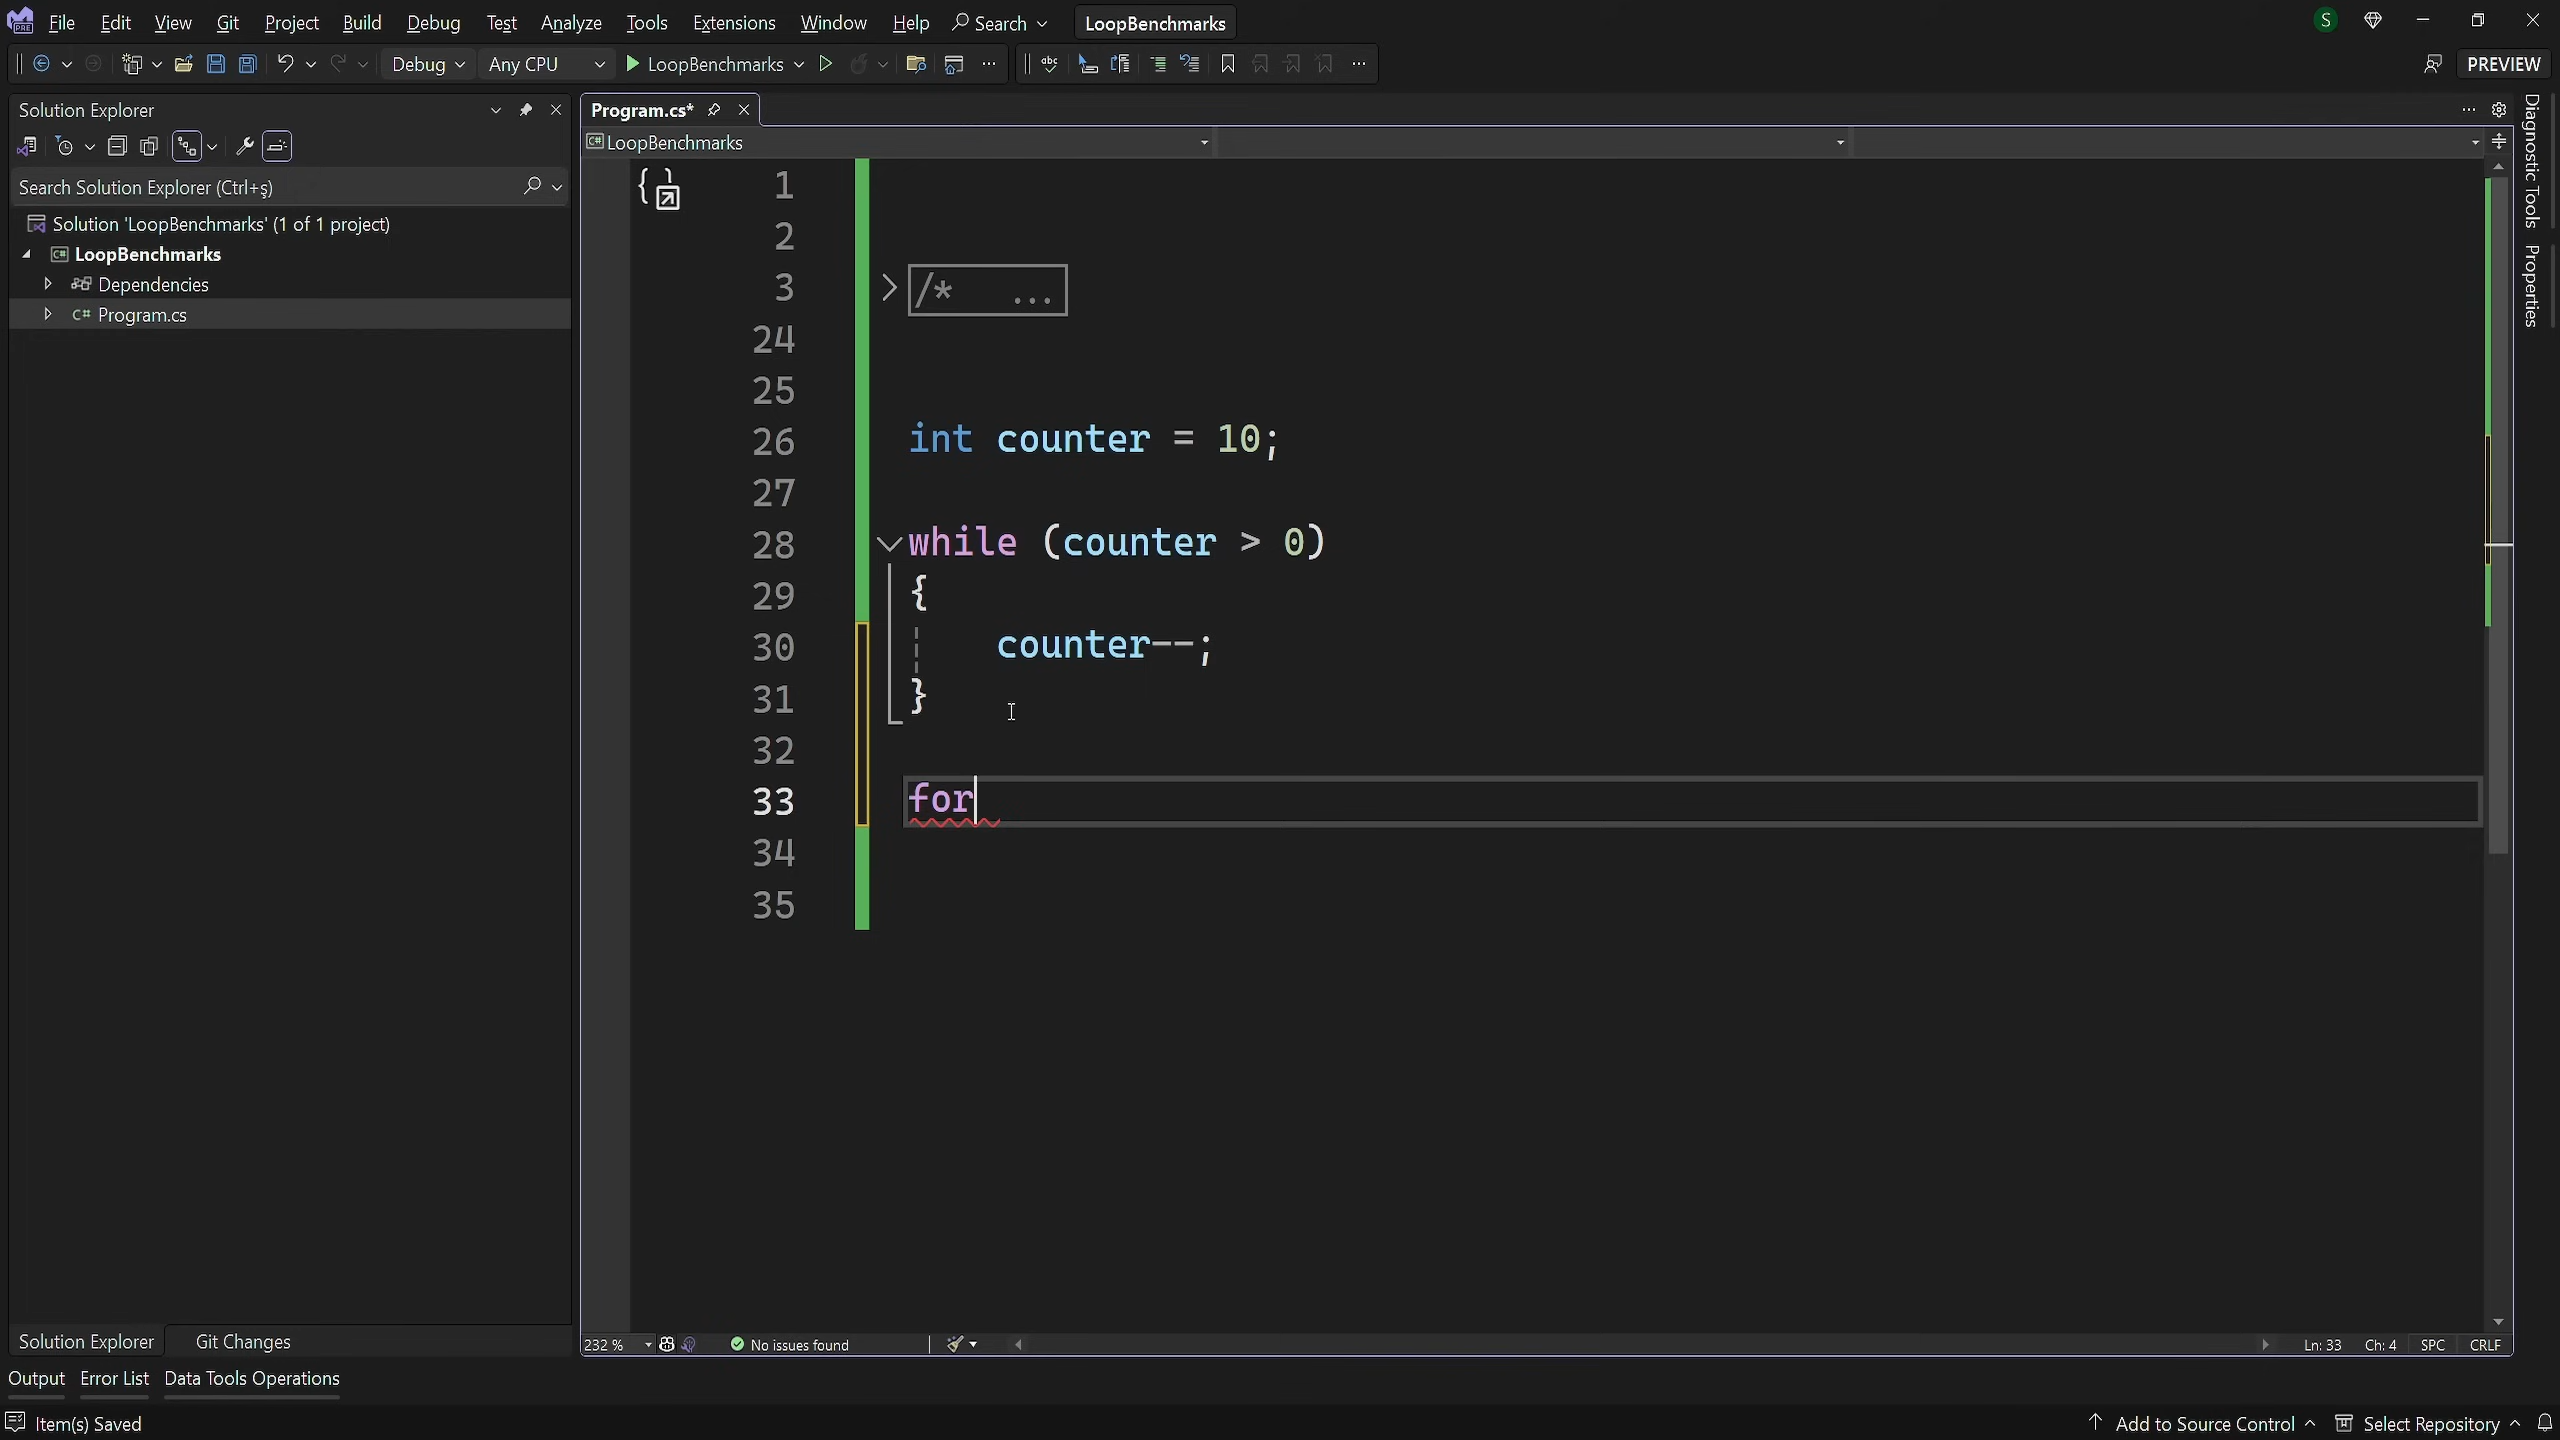 File Edit View Git Project Build Debug Test Analyze Tools Extensions Window Help Search LoopBenchmarks S
Debug Any CPU LoopBenchmarks abc PREVIEW
Solution Explorer
Search Solution Explorer (Ctrl+ş)
Solution 'LoopBenchmarks' (1 of 1 project)
C# LoopBenchmarks
Dependencies
C# Program.cs
Program.cs*
C# LoopBenchmarks
1
2
3 /* ...
24
25
26 int counter = 10;
27
28 while (counter > 0)
29 {
30 counter--;
31 }
32
33 for
34
35
232 % No issues found Ln: 33 Ch: 4 SPC CRLF
Diagnostic Tools
Properties
Solution Explorer Git Changes
Output Error List Data Tools Operations
Item(s) Saved Add to Source Control Select Repository